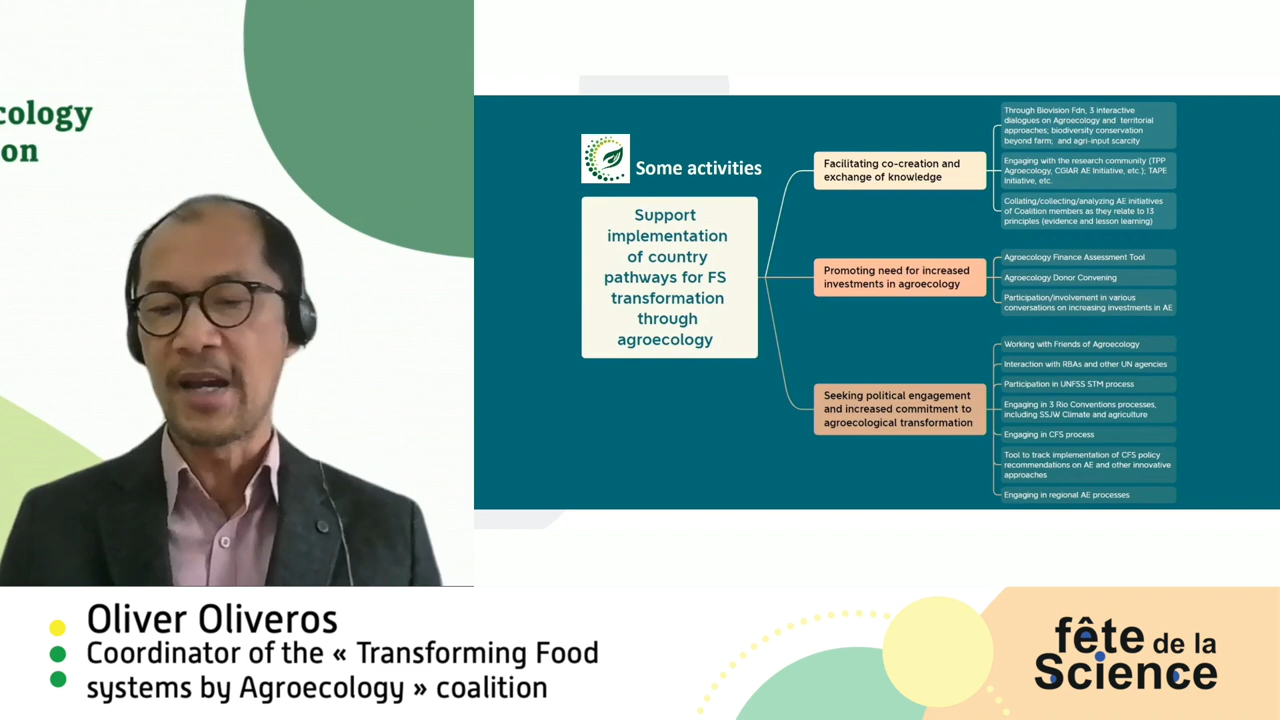 cology
on
Some activities
Support
implementation
of country
pathways for FS
transformation
through
agroecology
Facilitating co-creation and
exchange of knowledge
Through Biovision Fdn, 3 interactive
dialogues on Agroecology and territorial
approaches; biodiversity conservation
beyond farm; and agri-input scarcity
Engaging with the research community (TPP
Agroecology, CGIAR AE Initiative, etc.); TAPE
Initiative, etc.
Collating/collecting/analyzing AE initiatives
of Coalition members as they relate to 13
principles (evidence and lesson learning)
Promoting need for increased
investments in agroecology
Agroecology Finance Assessment Tool
Agroecology Donor Convening
Participation/involvement in various
conversations on increasing investments in AE
Seeking political engagement
and increased commitment to
agroecological transformation
Working with Friends of Agroecology
Interaction with RBAs and other UN agencies
Participation in UNFSS STM process
Engaging in 3 Rio Conventions processes,
including SSJW Climate and agriculture
Engaging in CFS process
Tool to track implementation of CFS policy
recommendations on AE and other innovative
approaches
Engaging in regional AE processes
Oliver Oliveros
Coordinator of the « Transforming Food
systems by Agroecology » coalition
fête de la
Science